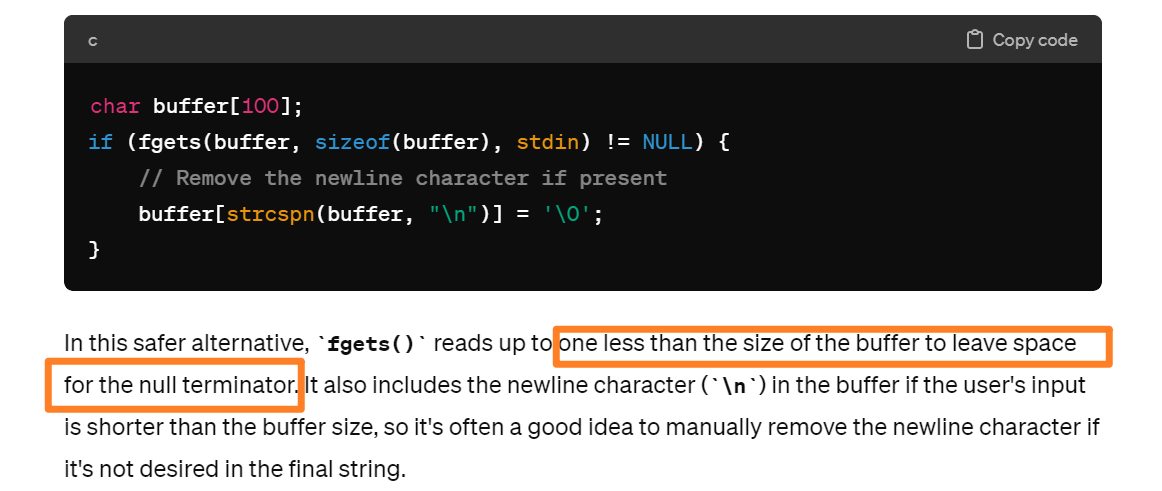 c
Copy code
char buffer[100];
if (fgets(buffer, sizeof(buffer), stdin) != NULL) {
    // Remove the newline character if present
    buffer[strcspn(buffer, "\n")] = '\0';
}
In this safer alternative, `fgets()` reads up to one less than the size of the buffer to leave space
for the null terminator. It also includes the newline character (`\n`) in the buffer if the user's input
is shorter than the buffer size, so it's often a good idea to manually remove the newline character if
it's not desired in the final string.